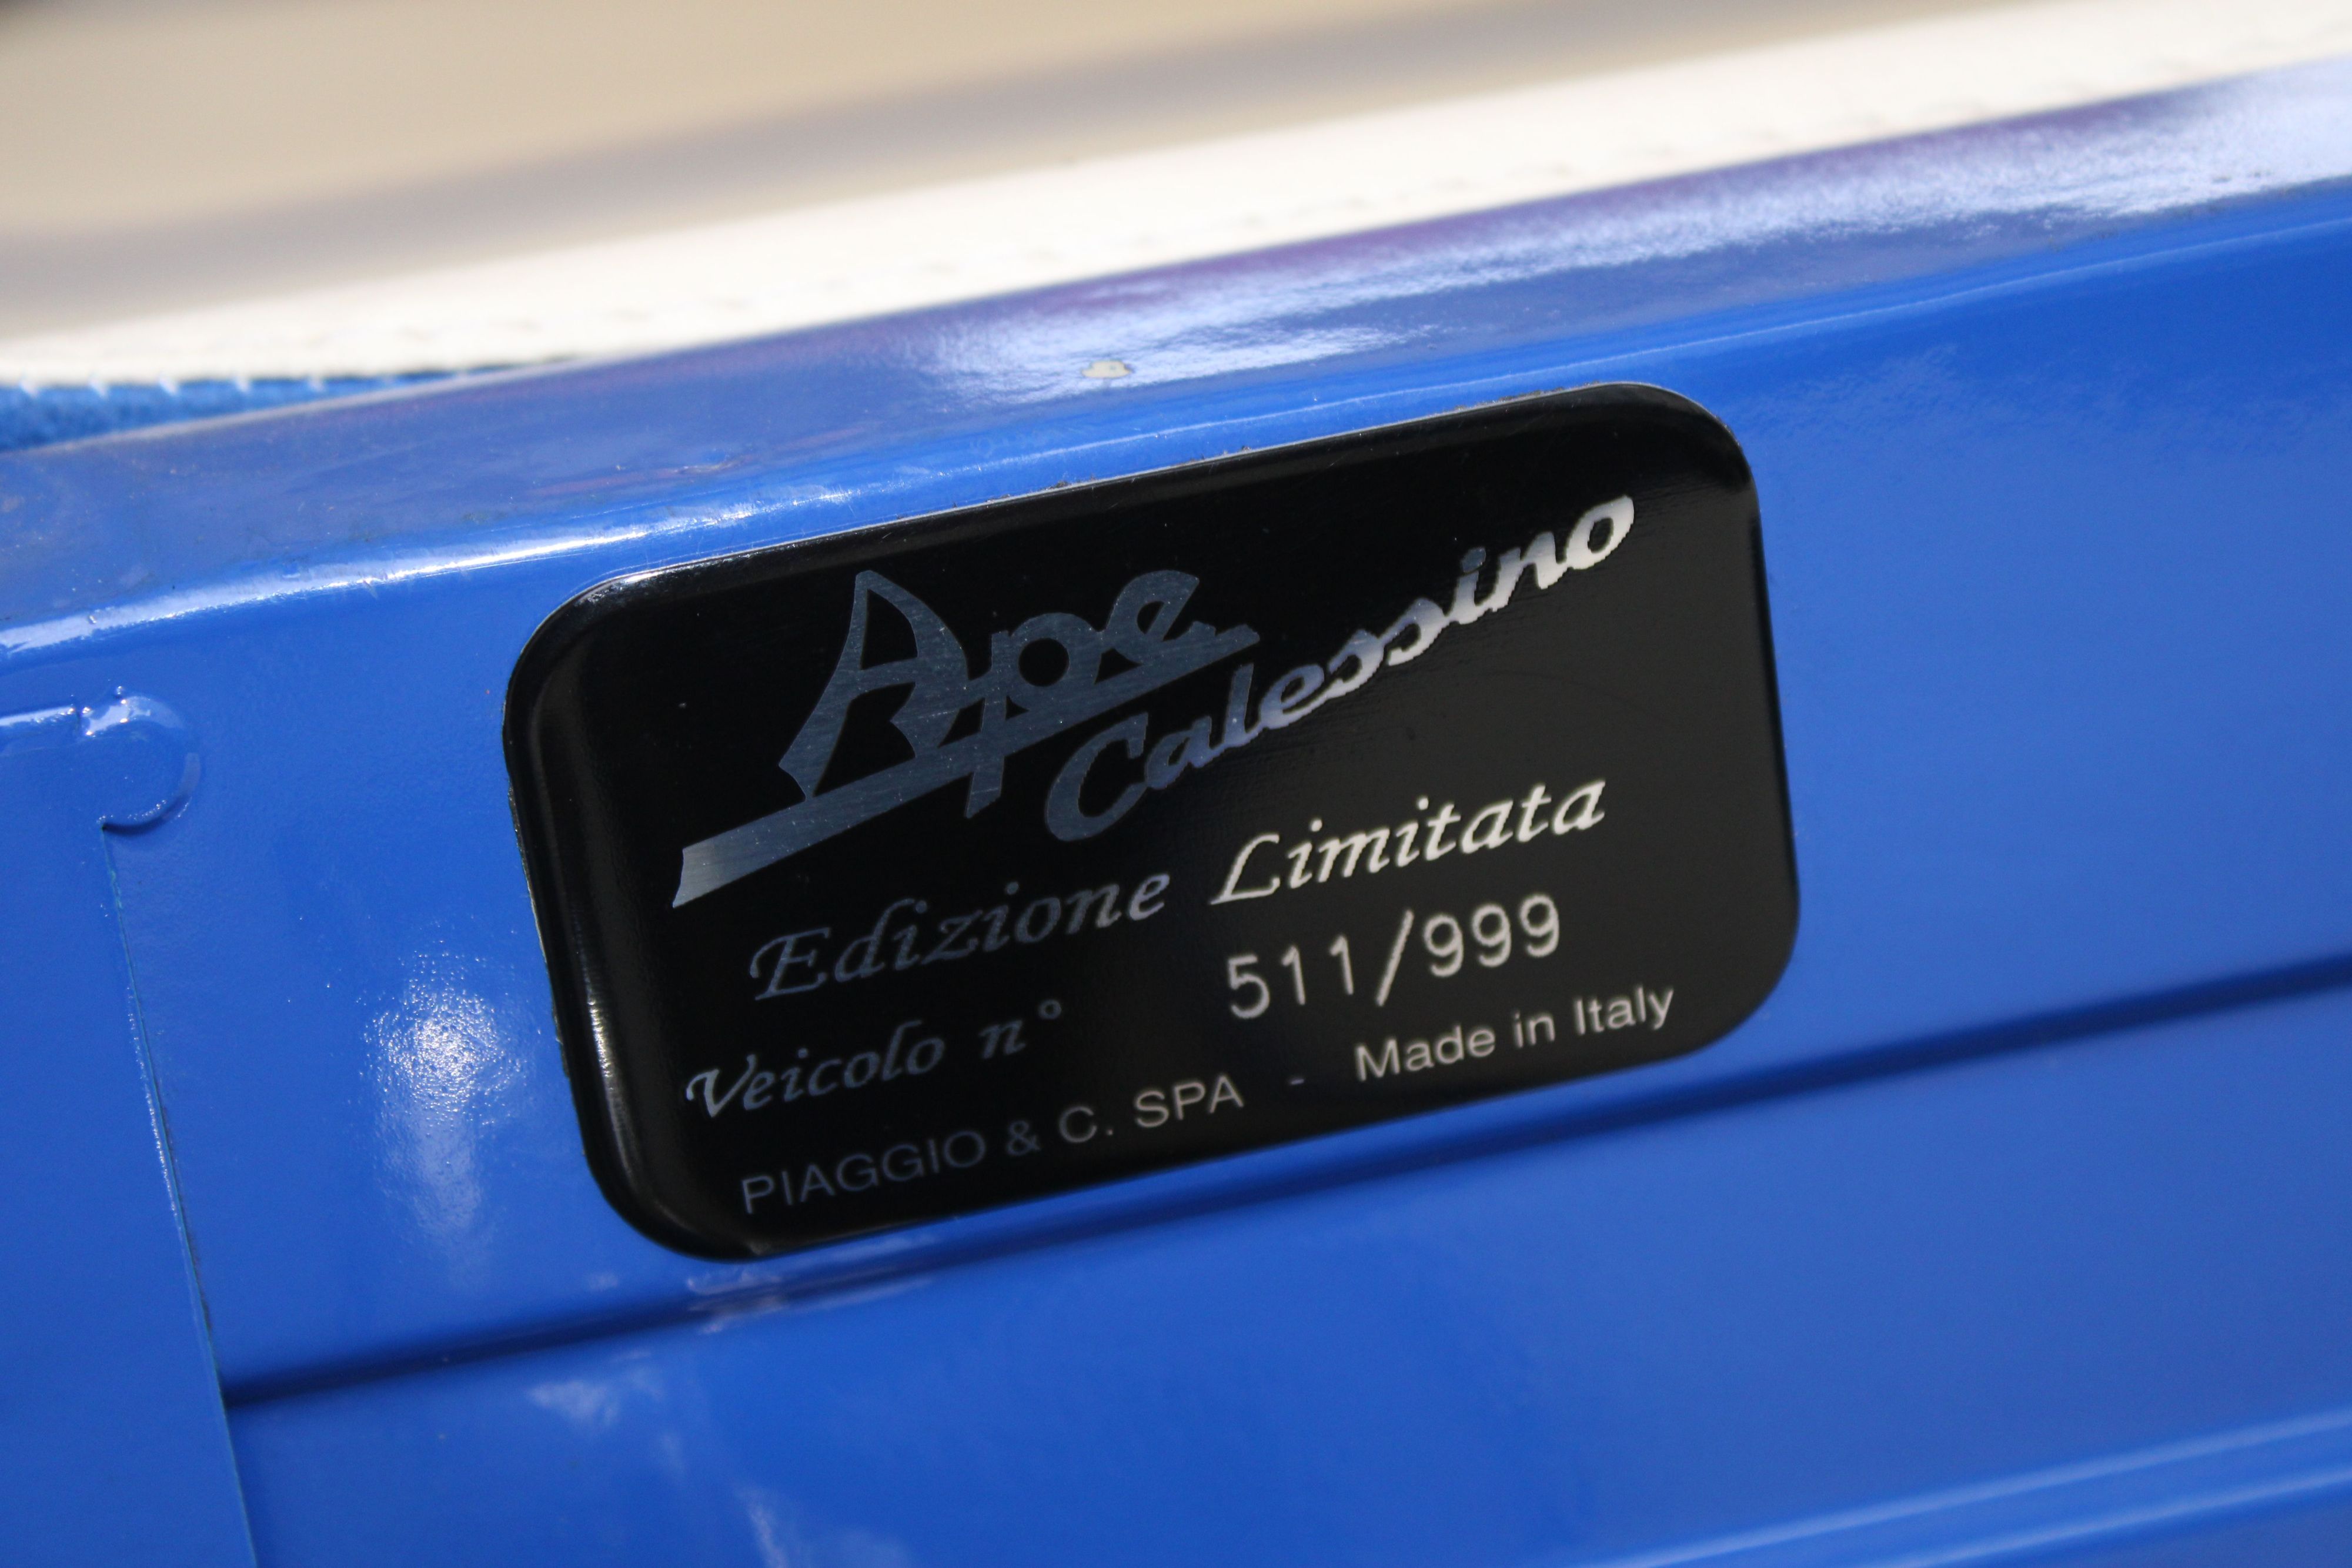 Ape
Calessino
Edizione Limitata
Veicolo n° 511/999
PIAGGIO & C. SPA - Made in Italy